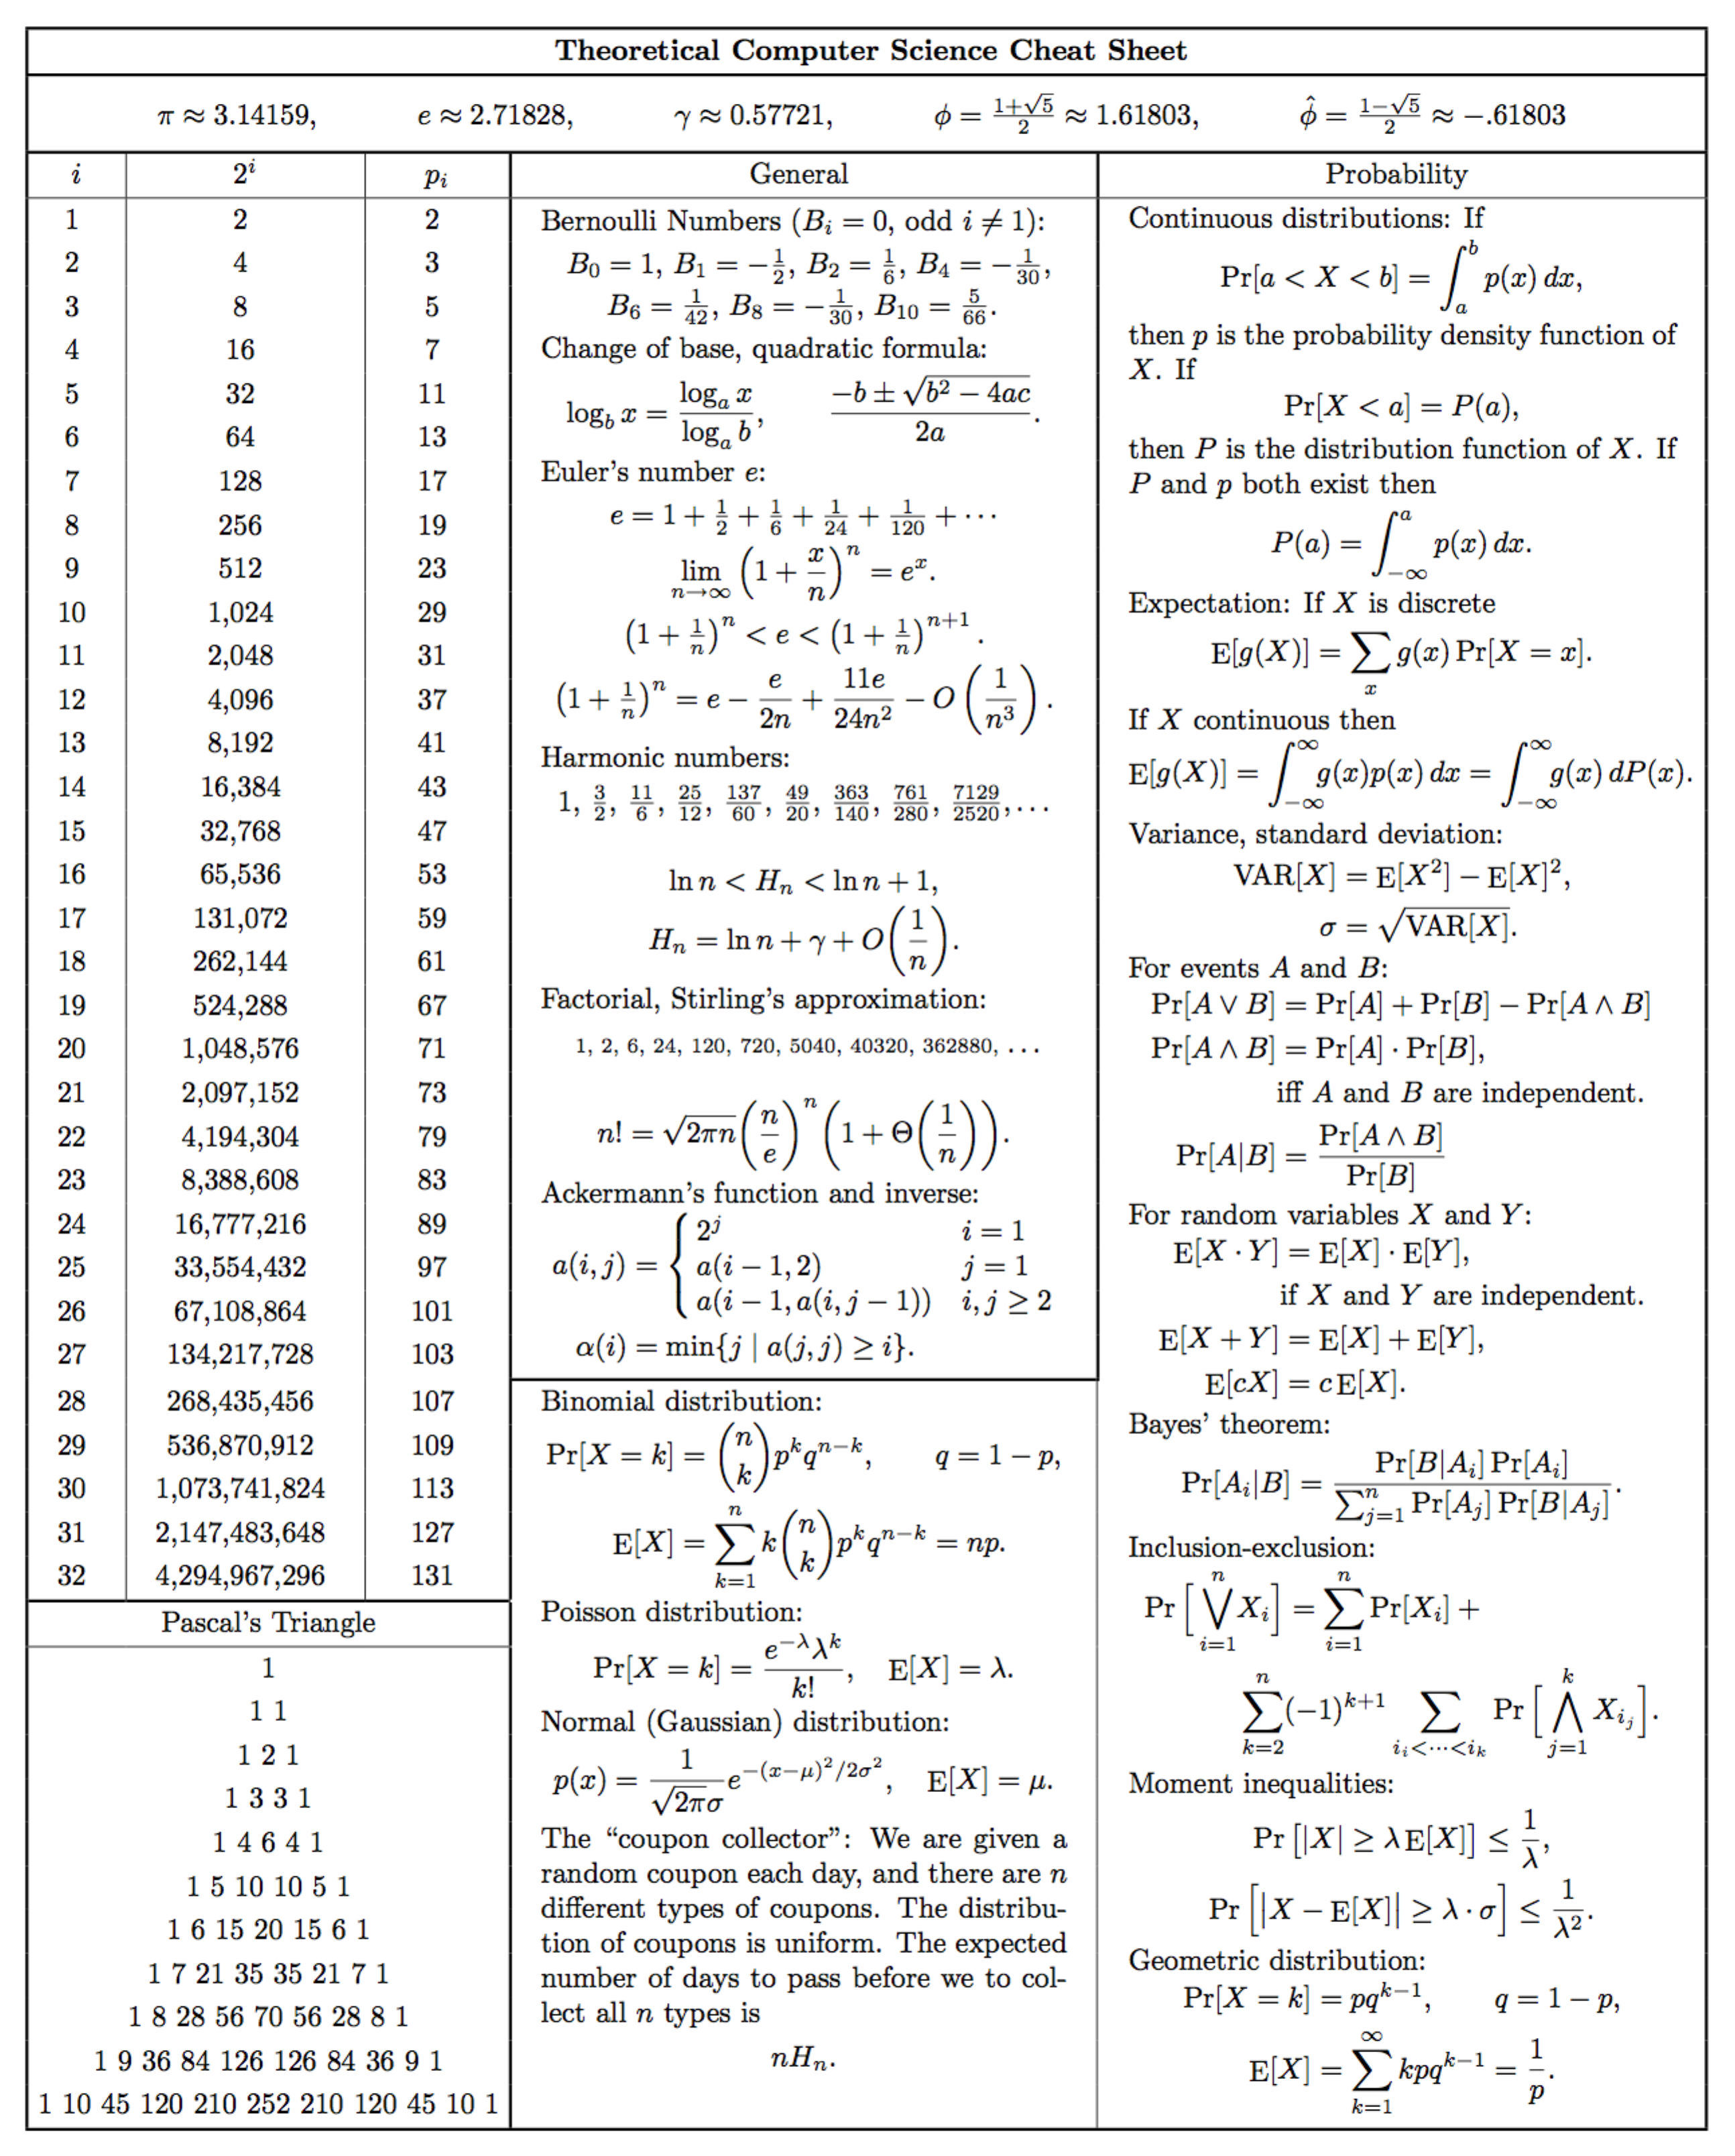 Theoretical Computer Science Cheat Sheet
π ≈ 3.14159, e ≈ 2.71828, γ ≈ 0.57721, ϕ = (1+√5)/2 ≈ 1.61803, ϕ̂ = (1−√5)/2 ≈ −.61803
i 2^i p_i
1 2 2
2 4 3
3 8 5
4 16 7
5 32 11
6 64 13
7 128 17
8 256 19
9 512 23
10 1,024 29
11 2,048 31
12 4,096 37
13 8,192 41
14 16,384 43
15 32,768 47
16 65,536 53
17 131,072 59
18 262,144 61
19 524,288 67
20 1,048,576 71
21 2,097,152 73
22 4,194,304 79
23 8,388,608 83
24 16,777,216 89
25 33,554,432 97
26 67,108,864 101
27 134,217,728 103
28 268,435,456 107
29 536,870,912 109
30 1,073,741,824 113
31 2,147,483,648 127
32 4,294,967,296 131
Pascal's Triangle
1
1 1
1 2 1
1 3 3 1
1 4 6 4 1
1 5 10 10 5 1
1 6 15 20 15 6 1
1 7 21 35 35 21 7 1
1 8 28 56 70 56 28 8 1
1 9 36 84 126 126 84 36 9 1
1 10 45 120 210 252 210 120 45 10 1
General
Bernoulli Numbers (B_i = 0, odd i ≠ 1):
B_0 = 1, B_1 = −1/2, B_2 = 1/6, B_4 = −1/30,
B_6 = 1/42, B_8 = −1/30, B_10 = 5/66.
Change of base, quadratic formula:
log_b x = log_a x / log_a b, (−b ± √(b² − 4ac)) / 2a.
Euler's number e:
e = 1 + 1/2 + 1/6 + 1/24 + 1/120 + ⋯
lim_{n→∞} (1 + x/n)^n = e^x.
(1 + 1/n)^n < e < (1 + 1/n)^{n+1}.
(1 + 1/n)^n = e − e/2n + 11e/24n² − O(1/n³).
Harmonic numbers:
1, 3/2, 11/6, 25/12, 137/60, 49/20, 363/140, 761/280, 7129/2520, …
ln n < H_n < ln n + 1,
H_n = ln n + γ + O(1/n).
Factorial, Stirling's approximation:
1, 2, 6, 24, 120, 720, 5040, 40320, 362880, …
n! = √(2πn) (n/e)^n (1 + Θ(1/n)).
Ackermann's function and inverse:
a(i, j) = { 2^j i = 1
a(i − 1, 2) j = 1
a(i − 1, a(i, j − 1)) i, j ≥ 2
α(i) = min{j | a(j, j) ≥ i}.
Binomial distribution:
Pr[X = k] = (n k) p^k q^{n−k}, q = 1 − p,
E[X] = ∑_{k=1}^{n} k (n k) p^k q^{n−k} = np.
Poisson distribution:
Pr[X = k] = e^{−λ} λ^k / k!, E[X] = λ.
Normal (Gaussian) distribution:
p(x) = 1/(√(2π)σ) e^{−(x−μ)²/2σ²}, E[X] = μ.
The “coupon collector”: We are given a
random coupon each day, and there are n
different types of coupons. The distribu-
tion of coupons is uniform. The expected
number of days to pass before we to col-
lect all n types is
nH_n.
Probability
Continuous distributions: If
Pr[a < X < b] = ∫_a^b p(x) dx,
then p is the probability density function of
X. If
Pr[X < a] = P(a),
then P is the distribution function of X. If
P and p both exist then
P(a) = ∫_{−∞}^a p(x) dx.
Expectation: If X is discrete
E[g(X)] = ∑_x g(x) Pr[X = x].
If X continuous then
E[g(X)] = ∫_{−∞}^{∞} g(x)p(x) dx = ∫_{−∞}^{∞} g(x) dP(x).
Variance, standard deviation:
VAR[X] = E[X²] − E[X]²,
σ = √VAR[X].
For events A and B:
Pr[A ∨ B] = Pr[A] + Pr[B] − Pr[A ∧ B]
Pr[A ∧ B] = Pr[A] · Pr[B],
iff A and B are independent.
Pr[A|B] = Pr[A ∧ B] / Pr[B]
For random variables X and Y:
E[X · Y] = E[X] · E[Y],
if X and Y are independent.
E[X + Y] = E[X] + E[Y],
E[cX] = c E[X].
Bayes' theorem:
Pr[A_i|B] = Pr[B|A_i] Pr[A_i] / ∑_{j=1}^n Pr[A_j] Pr[B|A_j].
Inclusion-exclusion:
Pr[⋁_{i=1}^n X_i] = ∑_{i=1}^n Pr[X_i] +
∑_{k=2}^n (−1)^{k+1} ∑_{i_i<⋯<i_k} Pr[⋀_{j=1}^k X_{i_j}].
Moment inequalities:
Pr[|X| ≥ λ E[X]] ≤ 1/λ,
Pr[|X − E[X]| ≥ λ · σ] ≤ 1/λ².
Geometric distribution:
Pr[X = k] = pq^{k−1}, q = 1 − p,
E[X] = ∑_{k=1}^∞ kpq^{k−1} = 1/p.